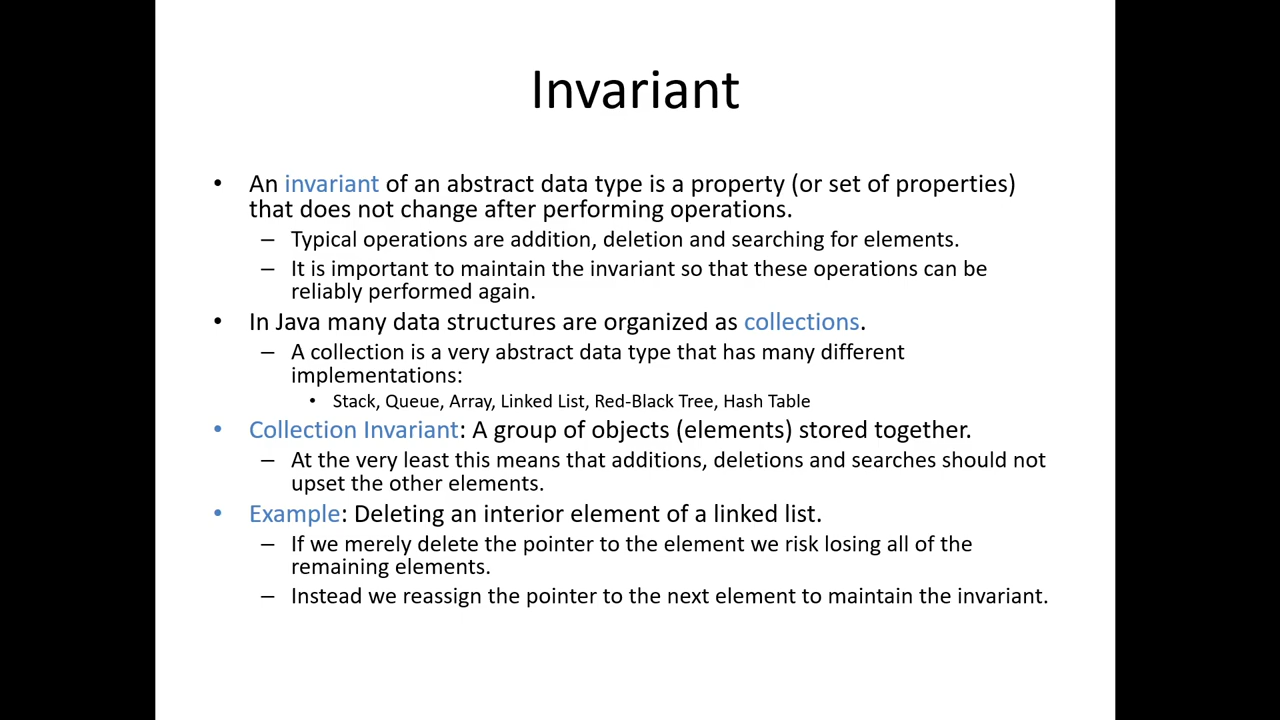 Invariant
• An invariant of an abstract data type is a property (or set of properties)
that does not change after performing operations.
– Typical operations are addition, deletion and searching for elements.
– It is important to maintain the invariant so that these operations can be
reliably performed again.
• In Java many data structures are organized as collections.
– A collection is a very abstract data type that has many different
implementations:
• Stack, Queue, Array, Linked List, Red-Black Tree, Hash Table
• Collection Invariant: A group of objects (elements) stored together.
– At the very least this means that additions, deletions and searches should not
upset the other elements.
• Example: Deleting an interior element of a linked list.
– If we merely delete the pointer to the element we risk losing all of the
remaining elements.
– Instead we reassign the pointer to the next element to maintain the invariant.